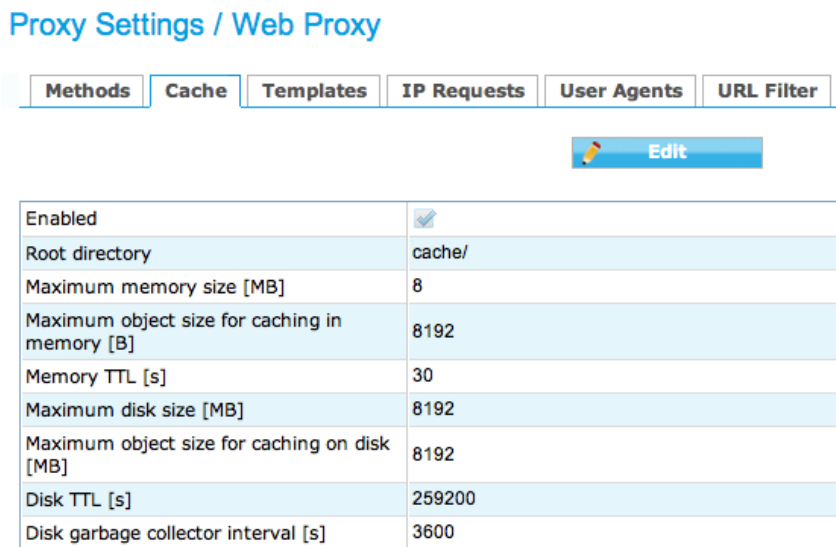 Proxy Settings / Web Proxy
Methods Cache Templates IP Requests User Agents URL Filter
Edit
Enabled
Root directory cache/
Maximum memory size [MB] 8
Maximum object size for caching in
memory [B] 8192
Memory TTL [s] 30
Maximum disk size [MB] 8192
Maximum object size for caching on disk
[MB] 8192
Disk TTL [s] 259200
Disk garbage collector interval [s] 3600